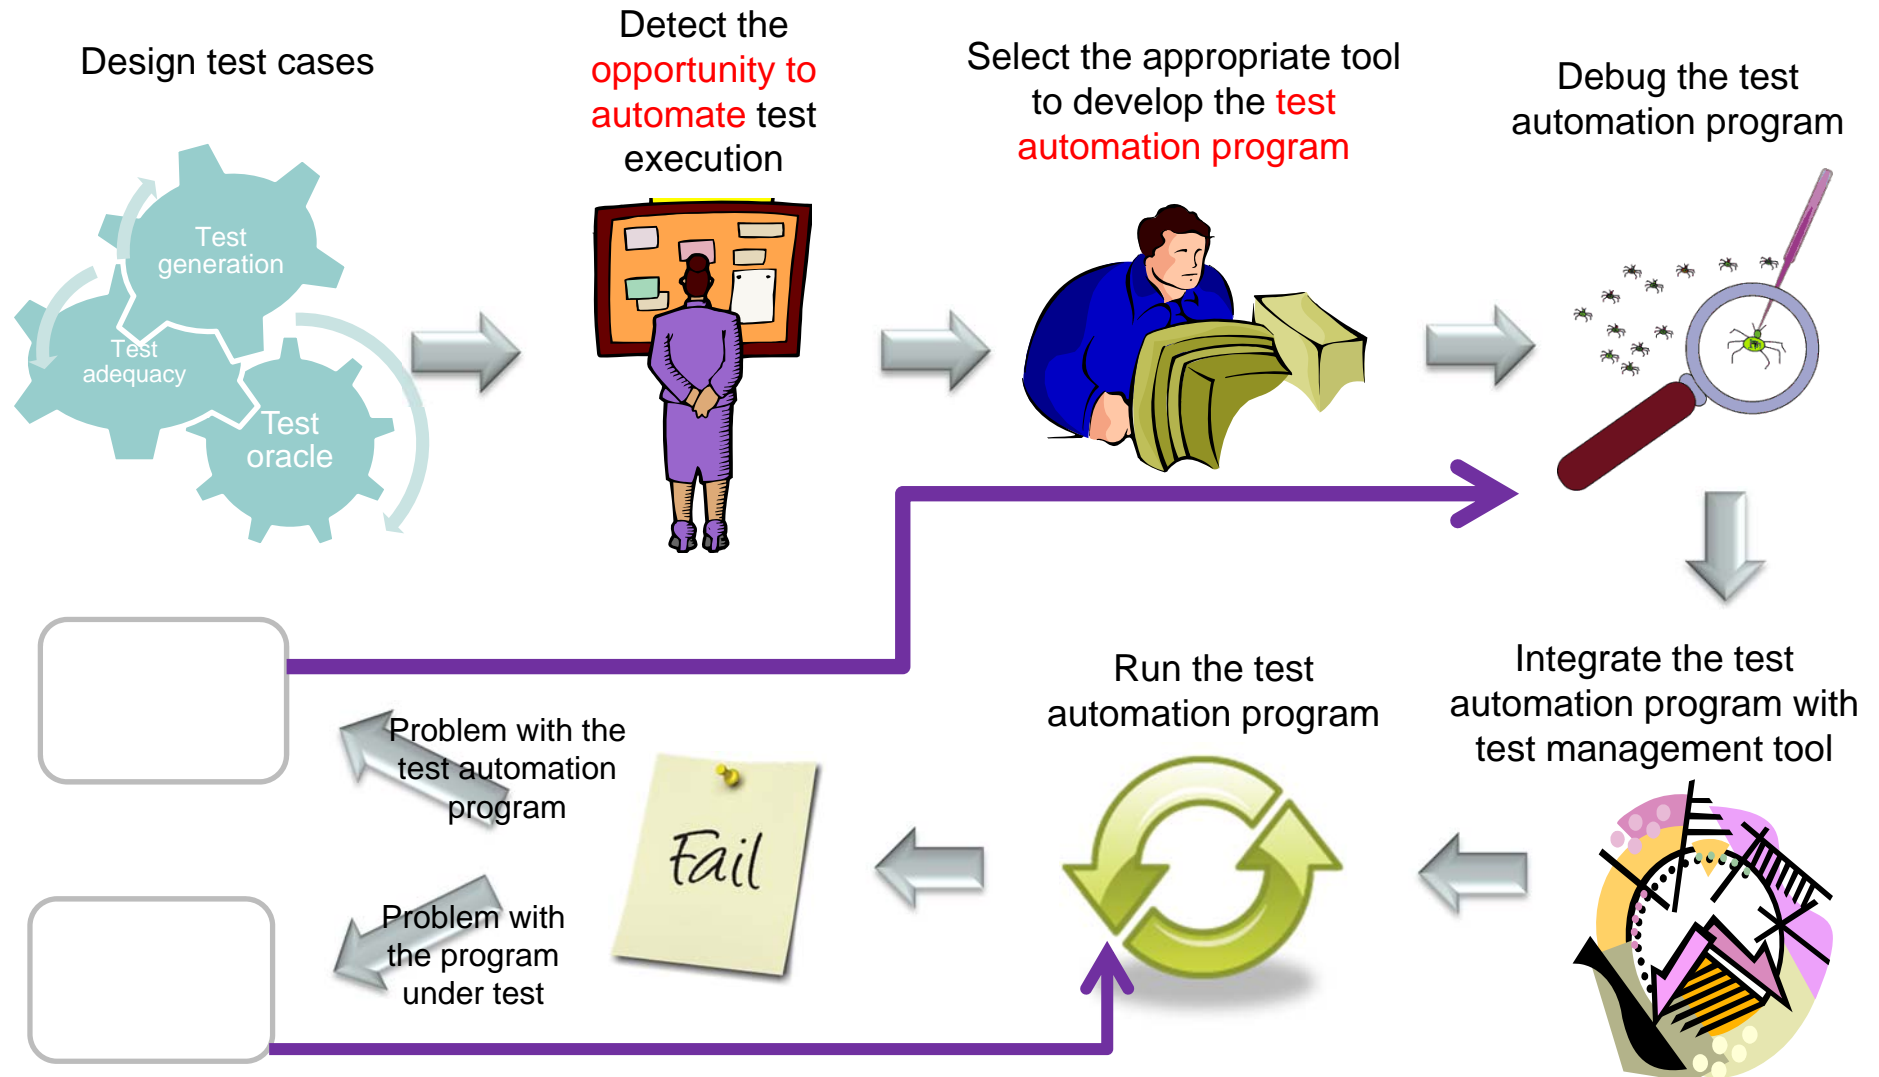 Design test cases
Test
generation
Test
adequacy
Test
oracle
Detect the
opportunity to
automate test
execution
Select the appropriate tool
to develop the test
automation program
Debug the test
automation program
Integrate the test
automation program with
test management tool
Run the test
automation program
Fail
Problem with the
test automation
program
Problem with
the program
under test